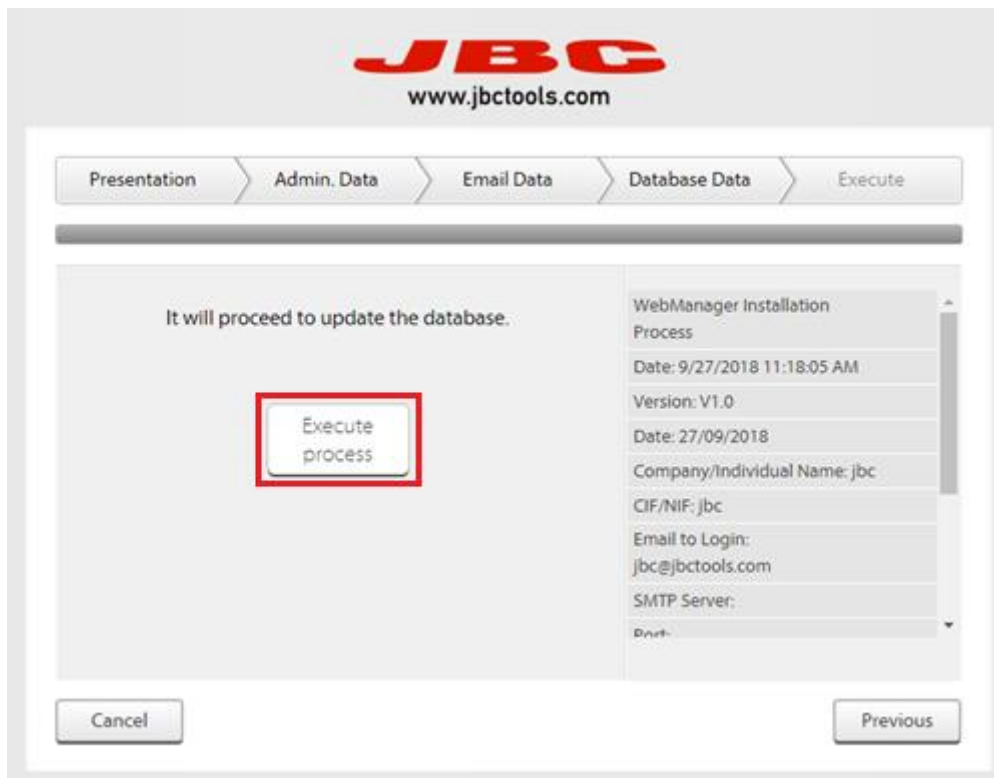 JBC
www.jbctools.com
Presentation
Admin. Data
Email Data
Database Data
Execute
It will proceed to update the database.
Execute
process
WebManager Installation
Process
Date: 9/27/2018 11:18:05 AM
Version: V1.0
Date: 27/09/2018
Company/Individual Name: jbc
CIF/NIF: jbc
Email to Login:
jbc@jbctools.com
SMTP Server:
Port:
Cancel
Previous